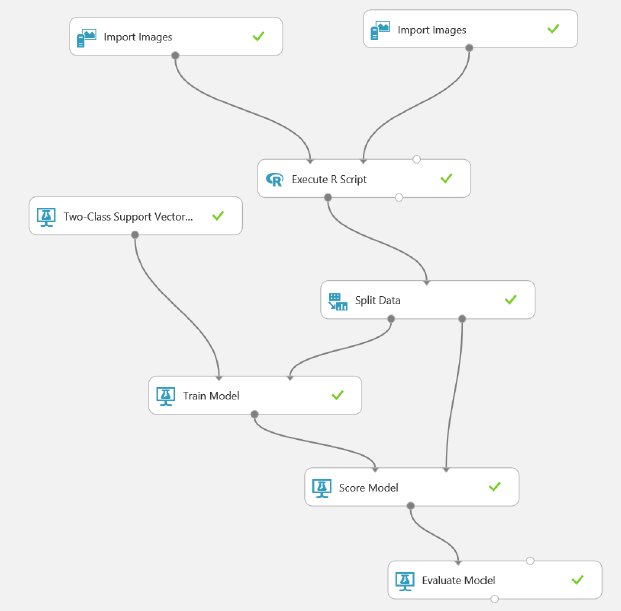 Import Images
Import Images
R Execute R Script
Two-Class Support Vector...
Split Data
Train Model
Score Model
Evaluate Model